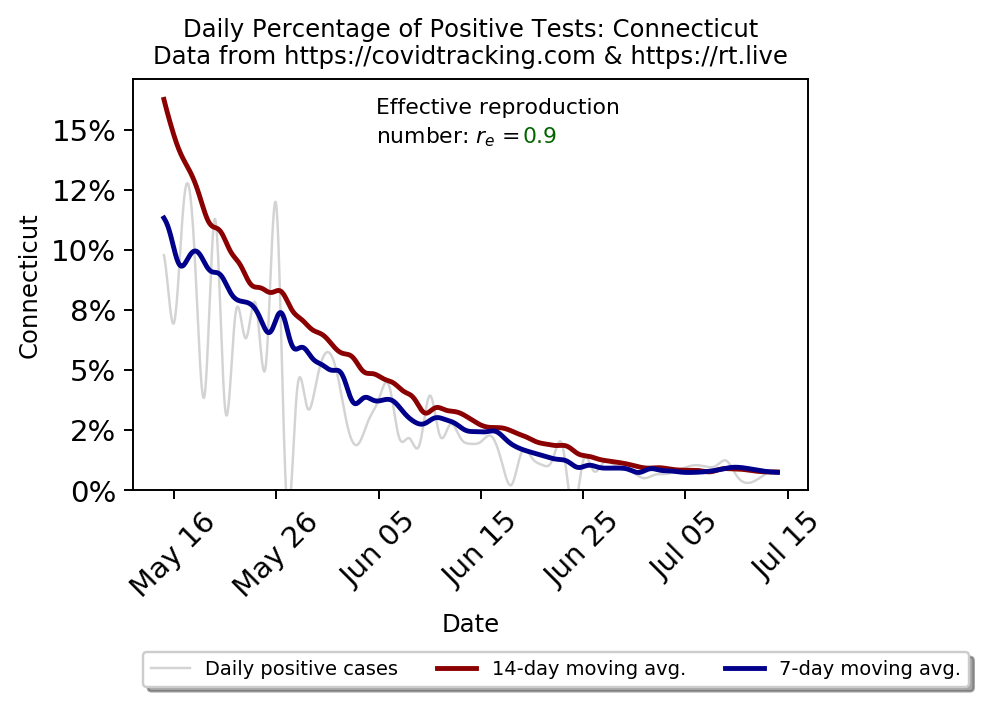 Daily Percentage of Positive Tests: Connecticut
Data from https://covidtracking.com & https://rt.live
Effective reproduction
number: rₑ =0.9
15%
12%
10%
8%
5%
2%
0%
Connecticut
May 16
May 26
Jun 05
Jun 15
Jun 25
Jul 05
Jul 15
Date
Daily positive cases
14-day moving avg.
7-day moving avg.